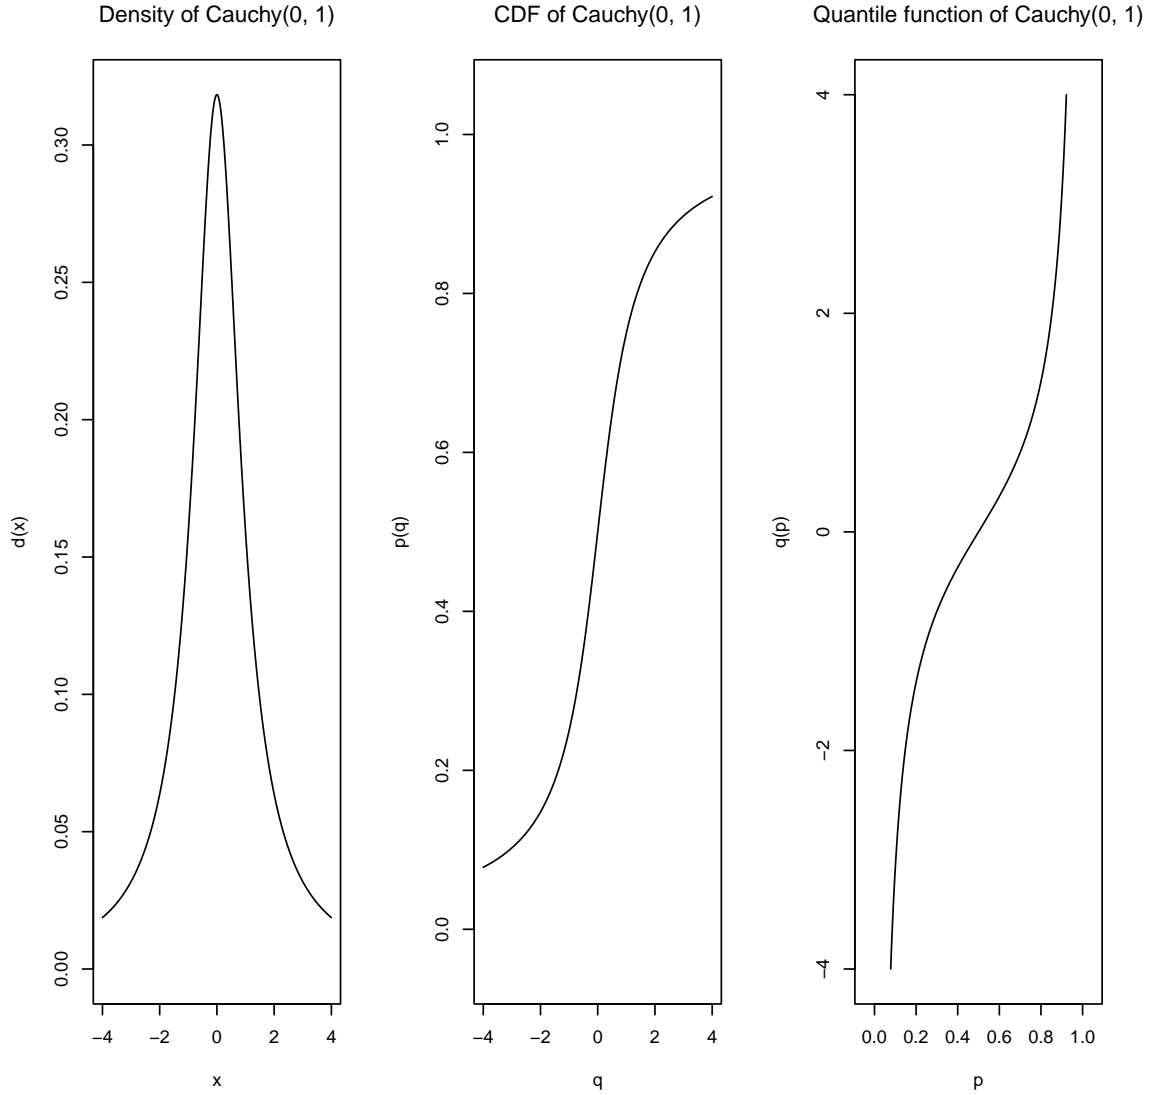 Density of Cauchy(0, 1)
d(x)
0.30
0.25
0.20
0.15
0.10
0.05
0.00
−4 −2 0 2 4
x
CDF of Cauchy(0, 1)
p(q)
1.0
0.8
0.6
0.4
0.2
0.0
−4 −2 0 2 4
q
Quantile function of Cauchy(0, 1)
q(p)
4
2
0
−2
−4
0.0 0.2 0.4 0.6 0.8 1.0
p